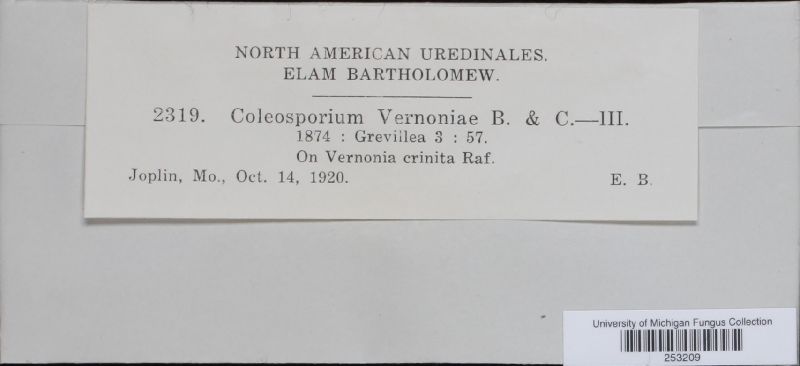 NORTH AMERICAN UREDINALES.
ELAM BARTHOLOMEW.
2319. Coleosporium Vernoniae B. & C.—III.
1874 : Grevillea 3 : 57.
On Vernonia crinita Raf.
Joplin, Mo., Oct. 14, 1920. E. B.
University of Michigan Fungus Collection
253209